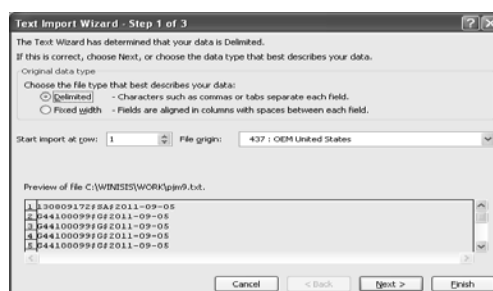 Text Import Wizard - Step 1 of 3
The Text Wizard has determined that your data is Delimited.
If this is correct, choose Next, or choose the data type that best describes your data.
Original data type
Choose the file type that best describes your data:
Delimited - Characters such as commas or tabs separate each field.
Fixed width - Fields are aligned in columns with spaces between each field.
Start import at row: 1 File origin: 437 : OEM United States
Preview of file C:\WINISIS\WORK\pjm9.txt.
1 130809172#SA#2011-09-05
2 G44100099#G#2011-09-05
3 G44100099#G#2011-09-05
4 G44100099#G#2011-09-05
5 G44100099#G#2011-09-05
Cancel < Back Next > Finish